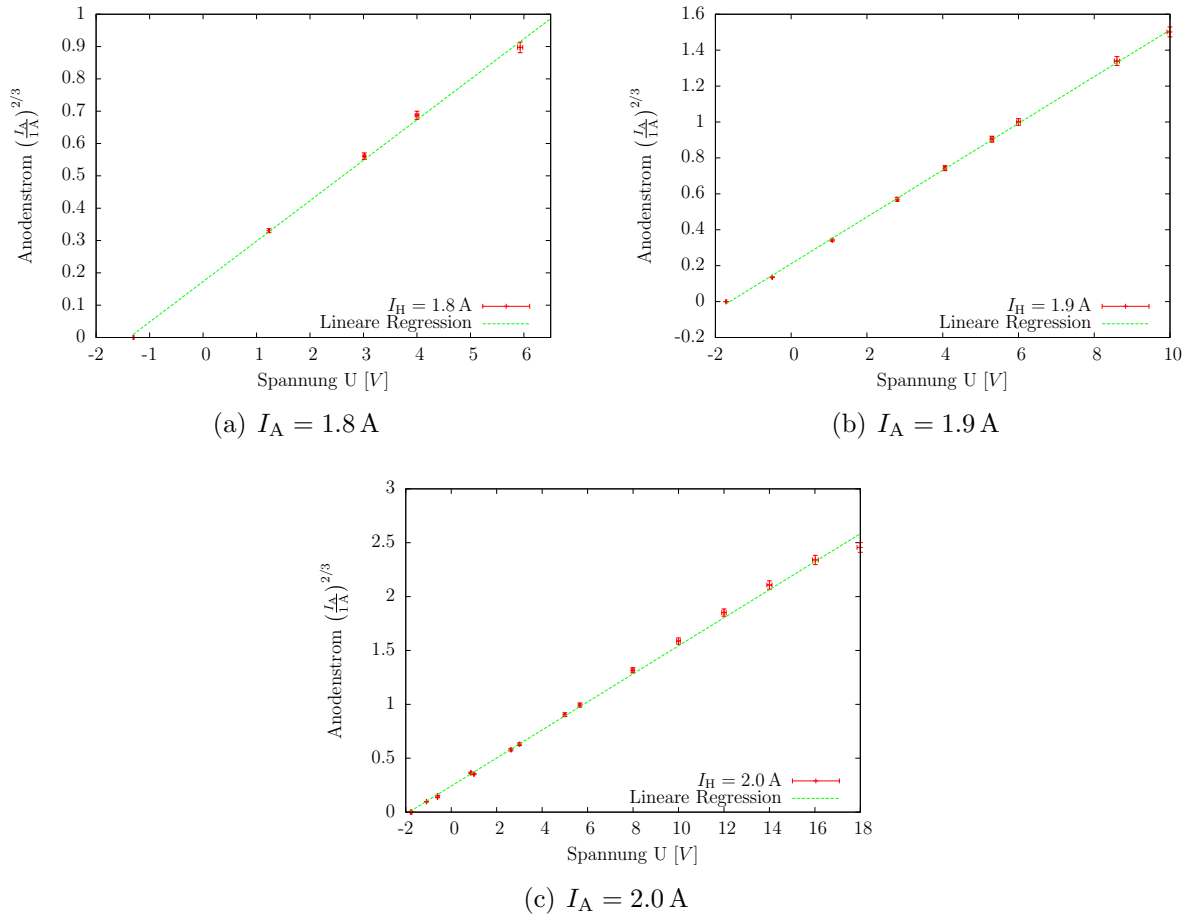 Anodenstrom (I_A/1 A)^{2/3}
1
0.9
0.8
0.7
0.6
0.5
0.4
0.3
0.2
0.1
0
-2 -1 0 1 2 3 4 5 6
Spannung U [V]
I_H = 1.8 A
Lineare Regression
(a) I_A = 1.8 A
Anodenstrom (I_A/1 A)^{2/3}
1.6
1.4
1.2
1
0.8
0.6
0.4
0.2
0
-0.2
-2 0 2 4 6 8 10
Spannung U [V]
I_H = 1.9 A
Lineare Regression
(b) I_A = 1.9 A
Anodenstrom (I_A/1 A)^{2/3}
3
2.5
2
1.5
1
0.5
0
-2 0 2 4 6 8 10 12 14 16 18
Spannung U [V]
I_H = 2.0 A
Lineare Regression
(c) I_A = 2.0 A